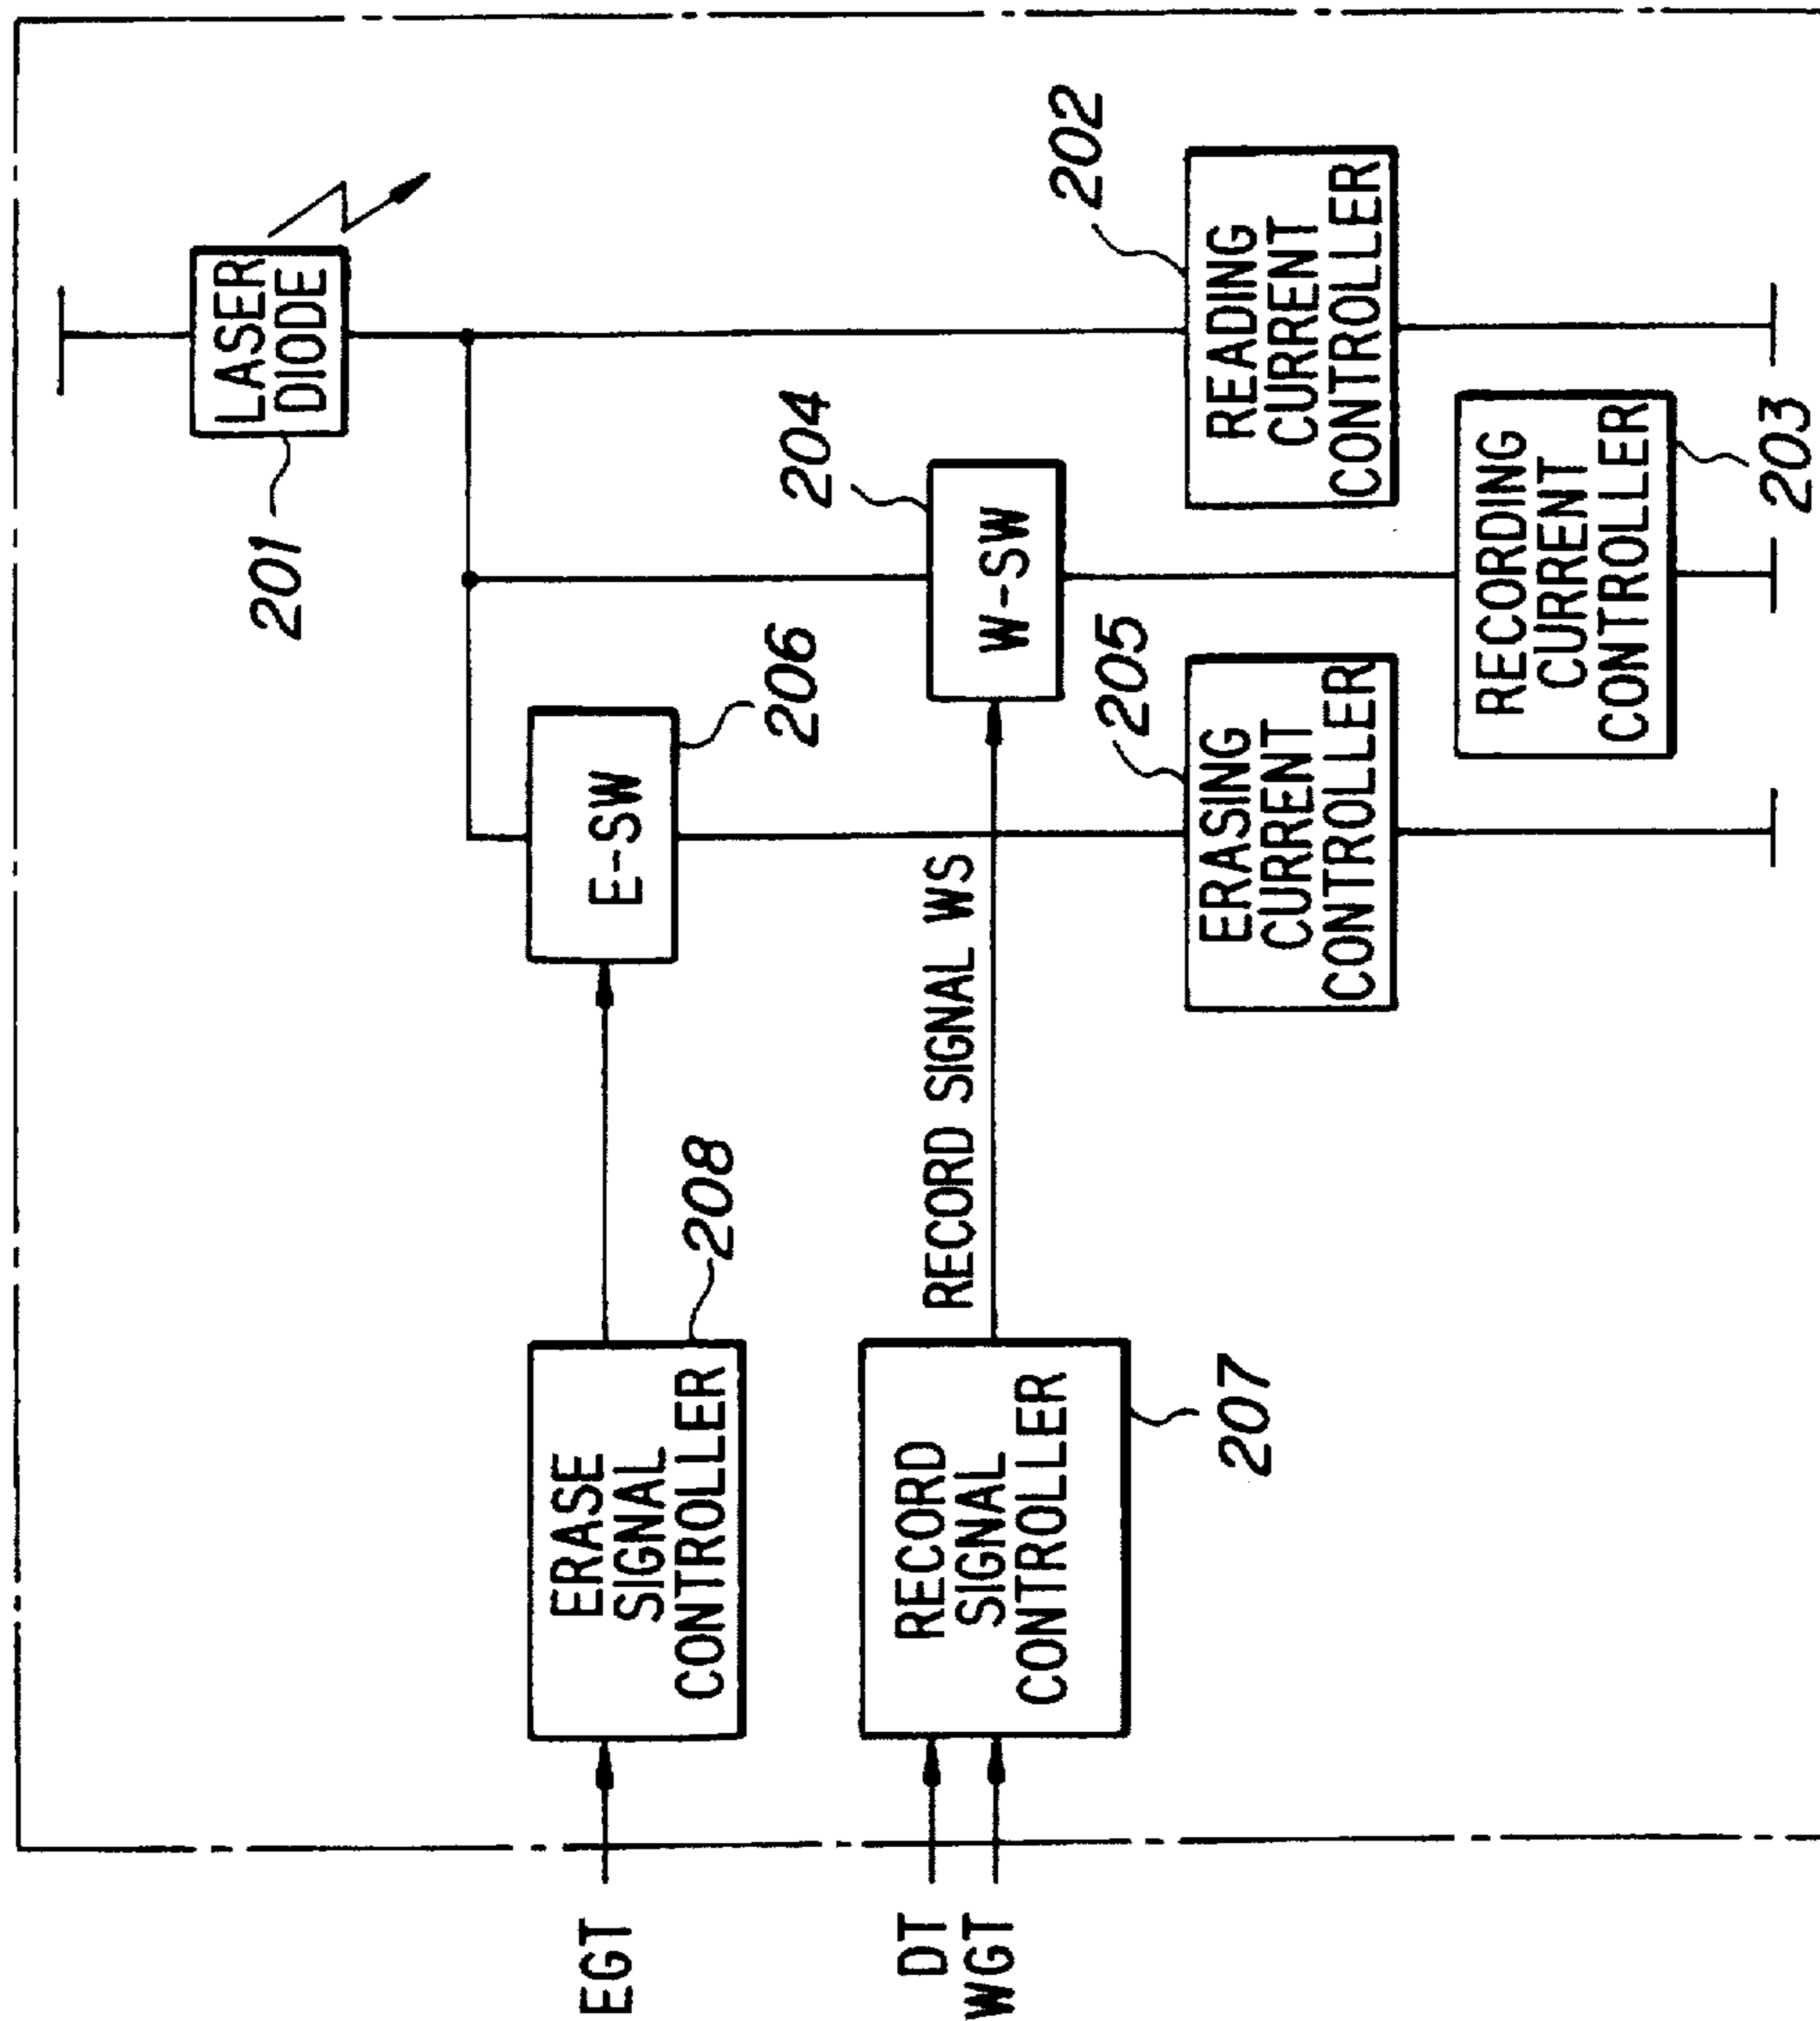 LASER
DIODE
201
202
READING
CURRENT
CONTROLLER
204
W-SW
RECORDING
CURRENT
CONTROLLER
203
206
E-SW
205
ERASING
CURRENT
CONTROLLER
RECORD SIGNAL WS
208
ERASE
SIGNAL
CONTROLLER
207
RECORD
SIGNAL
CONTROLLER
EGT
DT
WGT